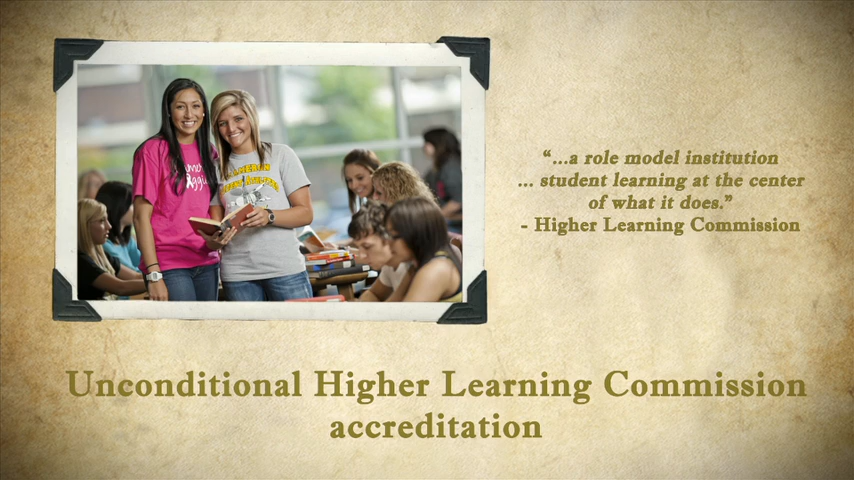 “...a role model institution
... student learning at the center
of what it does.”
- Higher Learning Commission
Unconditional Higher Learning Commission
accreditation